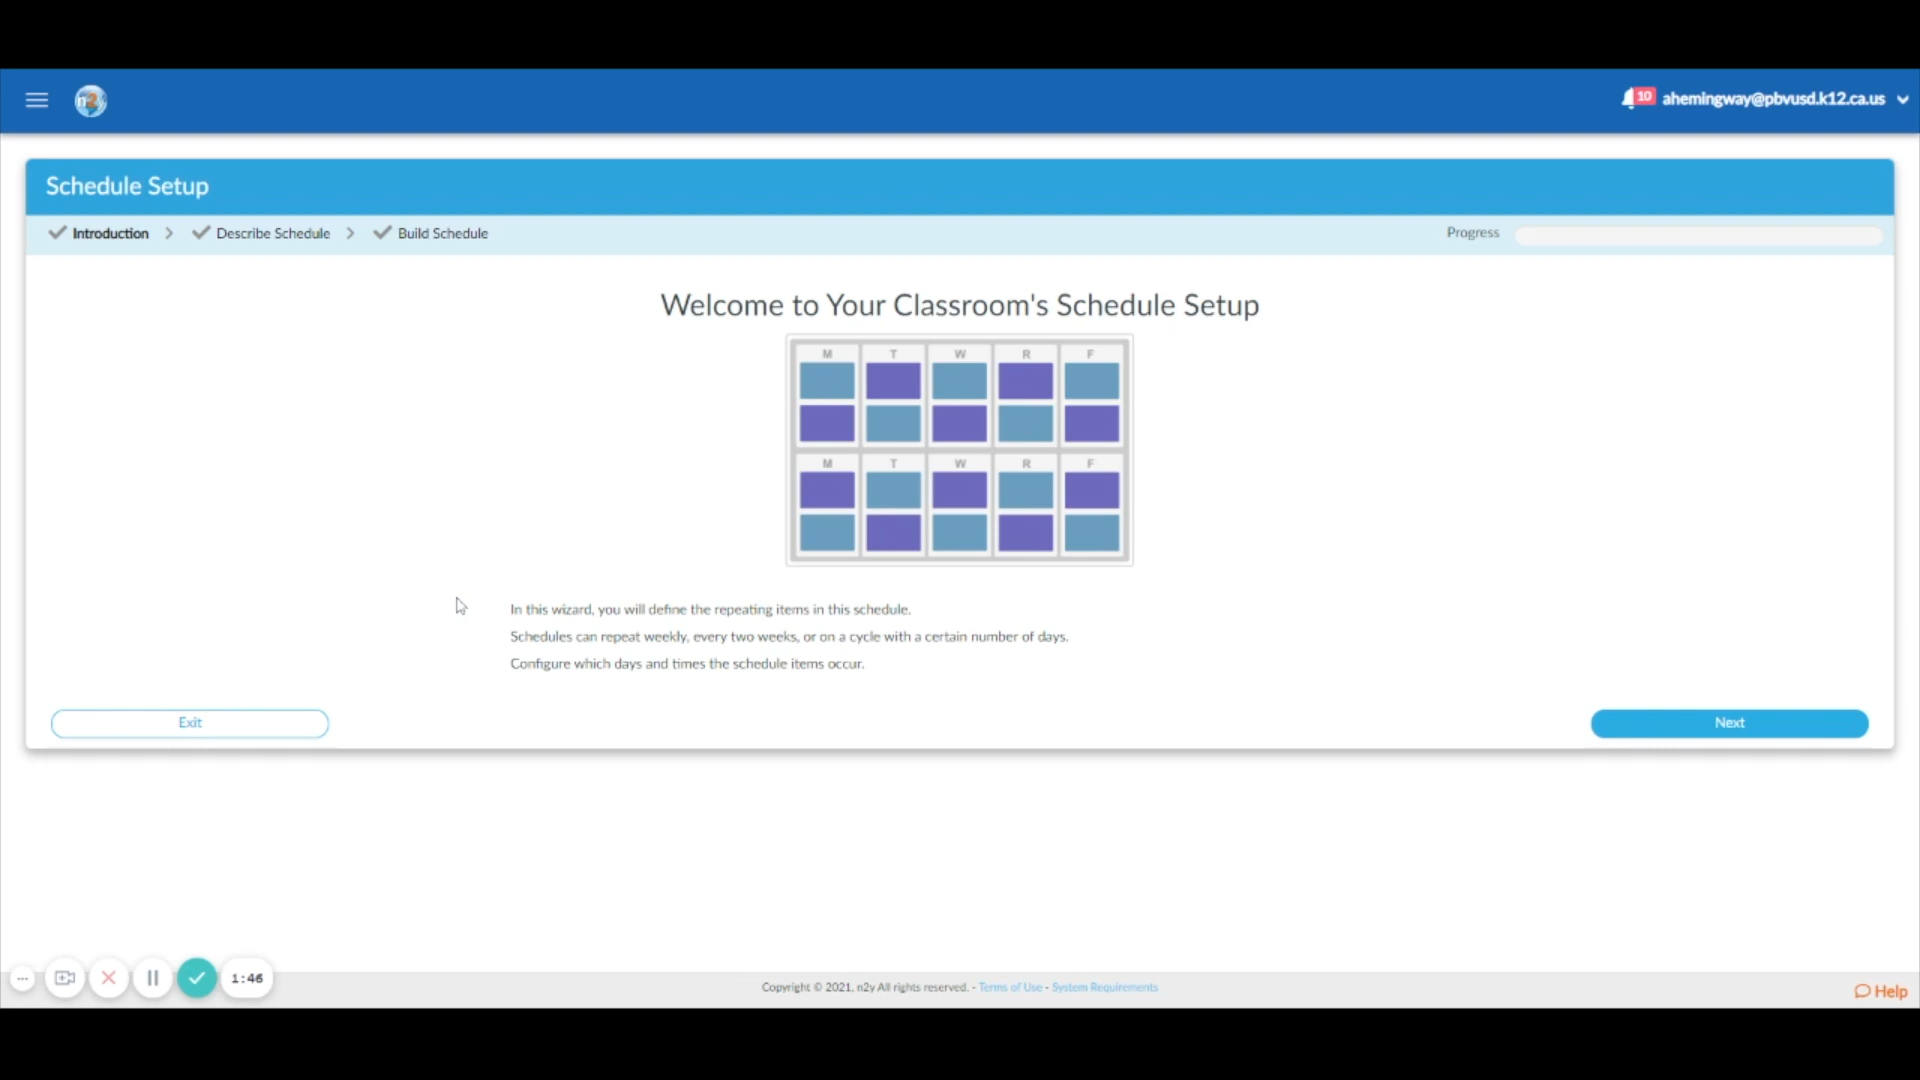 n2y
10 ahemingway@pbvusd.k12.ca.us
Schedule Setup
Introduction > Describe Schedule > Build Schedule
Progress
Welcome to Your Classroom's Schedule Setup
M T W R F
M T W R F
In this wizard, you will define the repeating items in this schedule.
Schedules can repeat weekly, every two weeks, or on a cycle with a certain number of days.
Configure which days and times the schedule items occur.
Exit
Next
1:46
Copyright © 2021, n2y All rights reserved. - Terms of Use - System Requirements
Help